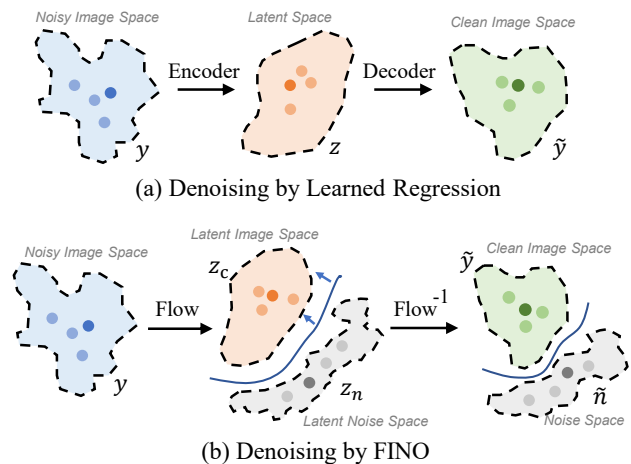 Noisy Image Space
Latent Space
Clean Image Space
Encoder
Decoder
y
z
ỹ
(a) Denoising by Learned Regression
Noisy Image Space
Latent Image Space
Clean Image Space
z_c
ỹ
Flow
Flow⁻¹
y
z_n
ñ
Latent Noise Space
Noise Space
(b) Denoising by FINO